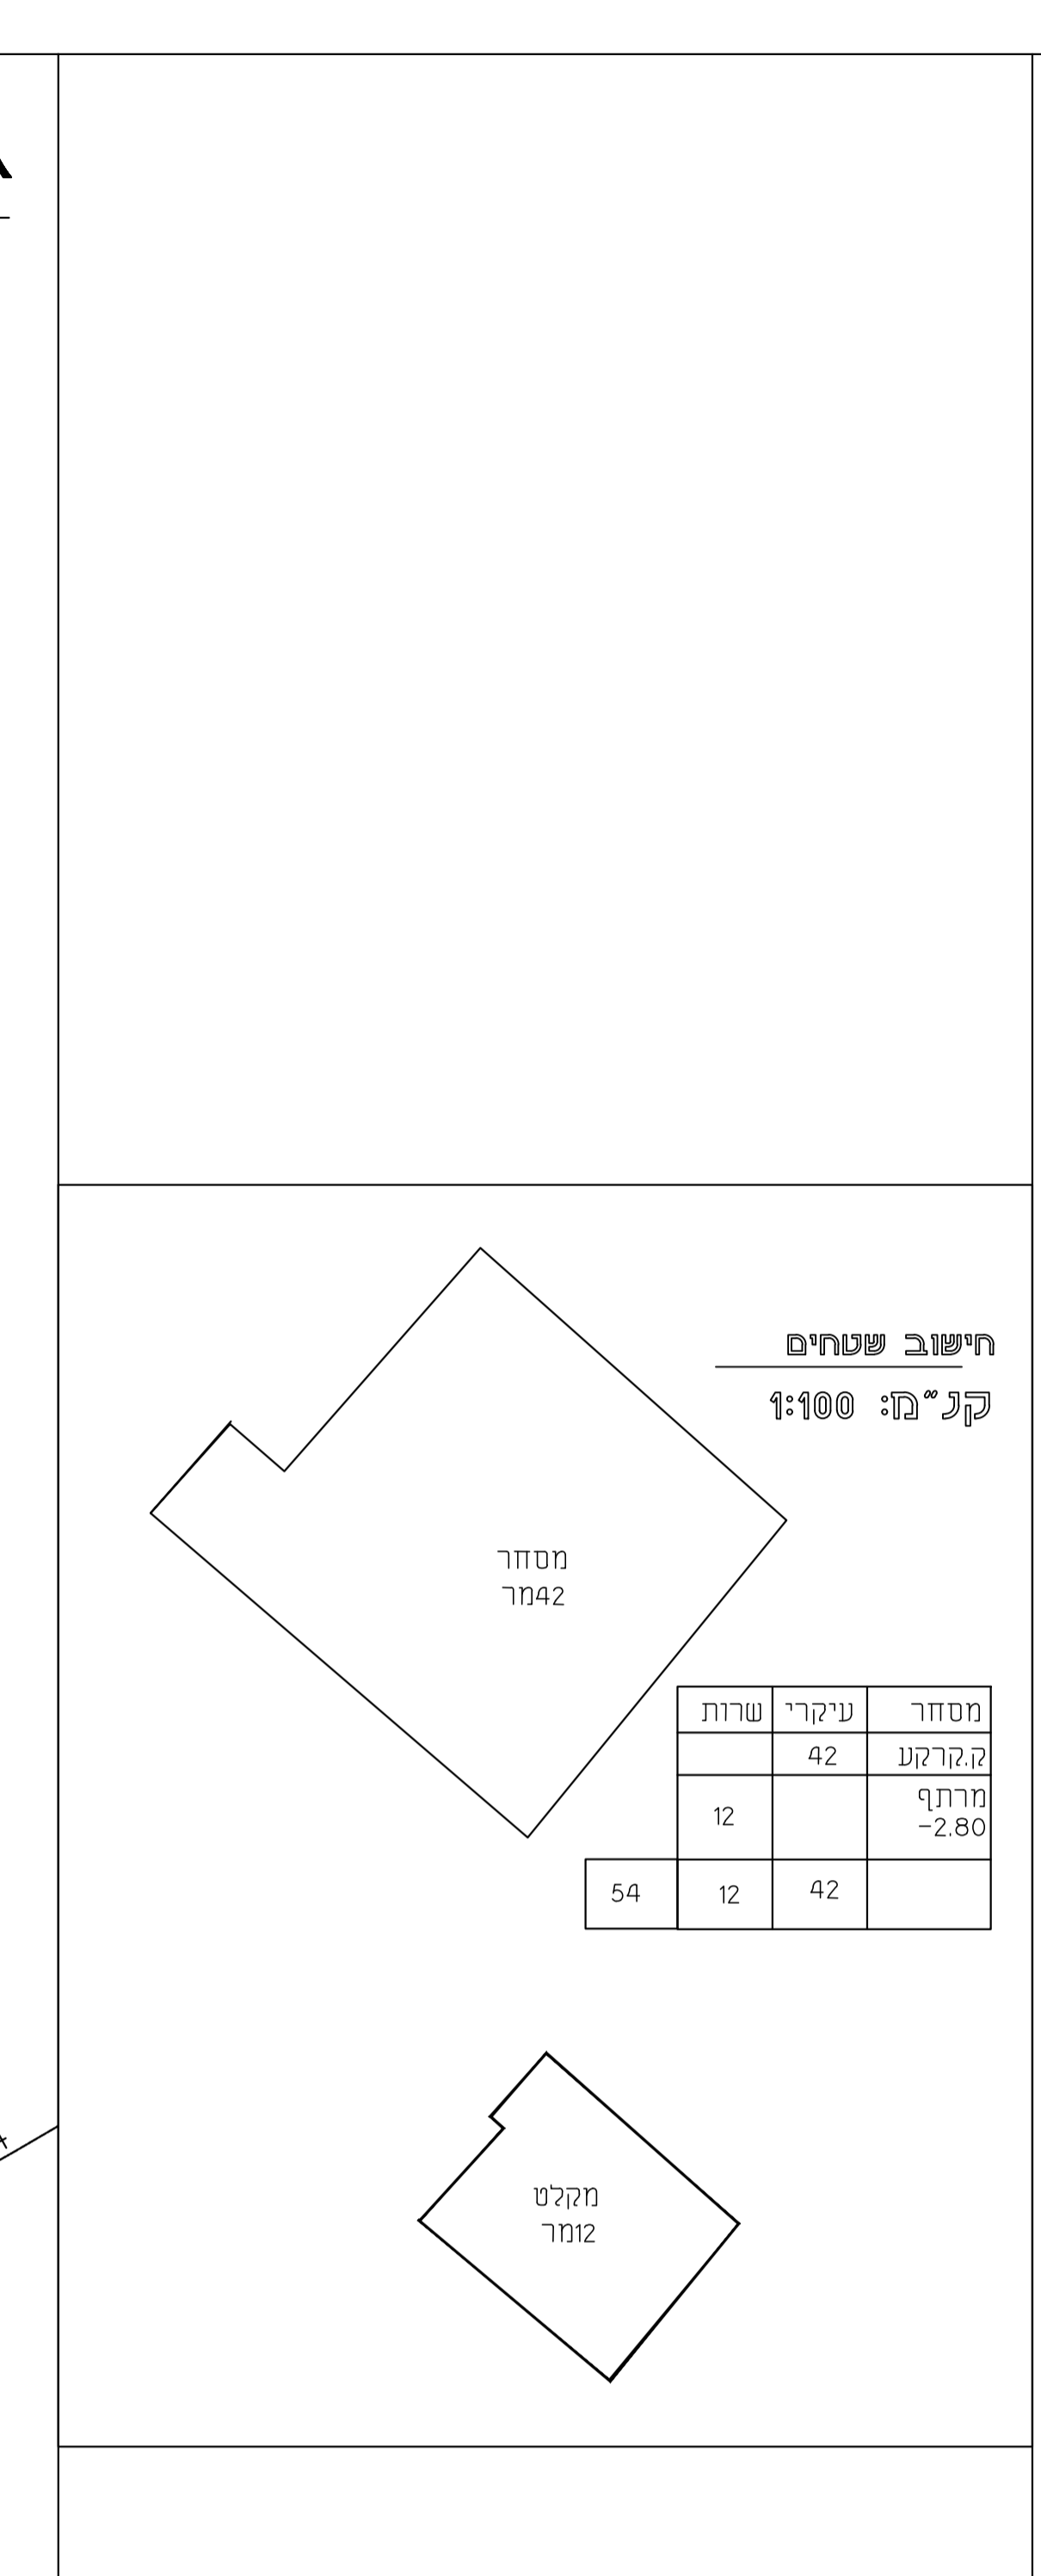 חישוב שטחים
קנ״מ: 1:100
מסחר
42מר
מסחר עיקרי שרות
ק.קרקע 42
מרתף
-2.80 12
42 12 54
מקלט
12מר